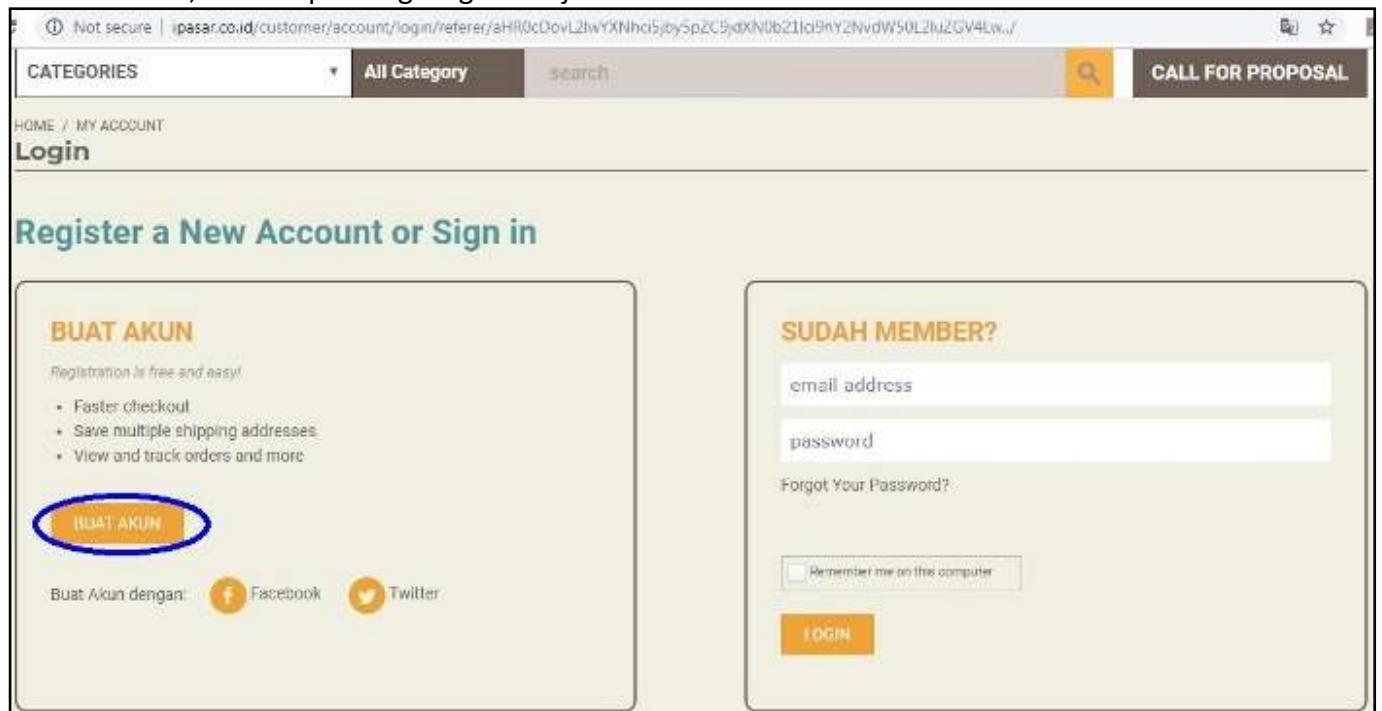 Not secure | ipasar.co.id/customer/account/login/referer/
CATEGORIES All Category search CALL FOR PROPOSAL
HOME / MY ACCOUNT
Login
Register a New Account or Sign in
BUAT AKUN
Registration is free and easy!
• Faster checkout
• Save multiple shipping addresses
• View and track orders and more
BUAT AKUN
Buat Akun dengan: Facebook Twitter
SUDAH MEMBER?
email address
password
Forgot Your Password?
Remember me on this computer
LOGIN